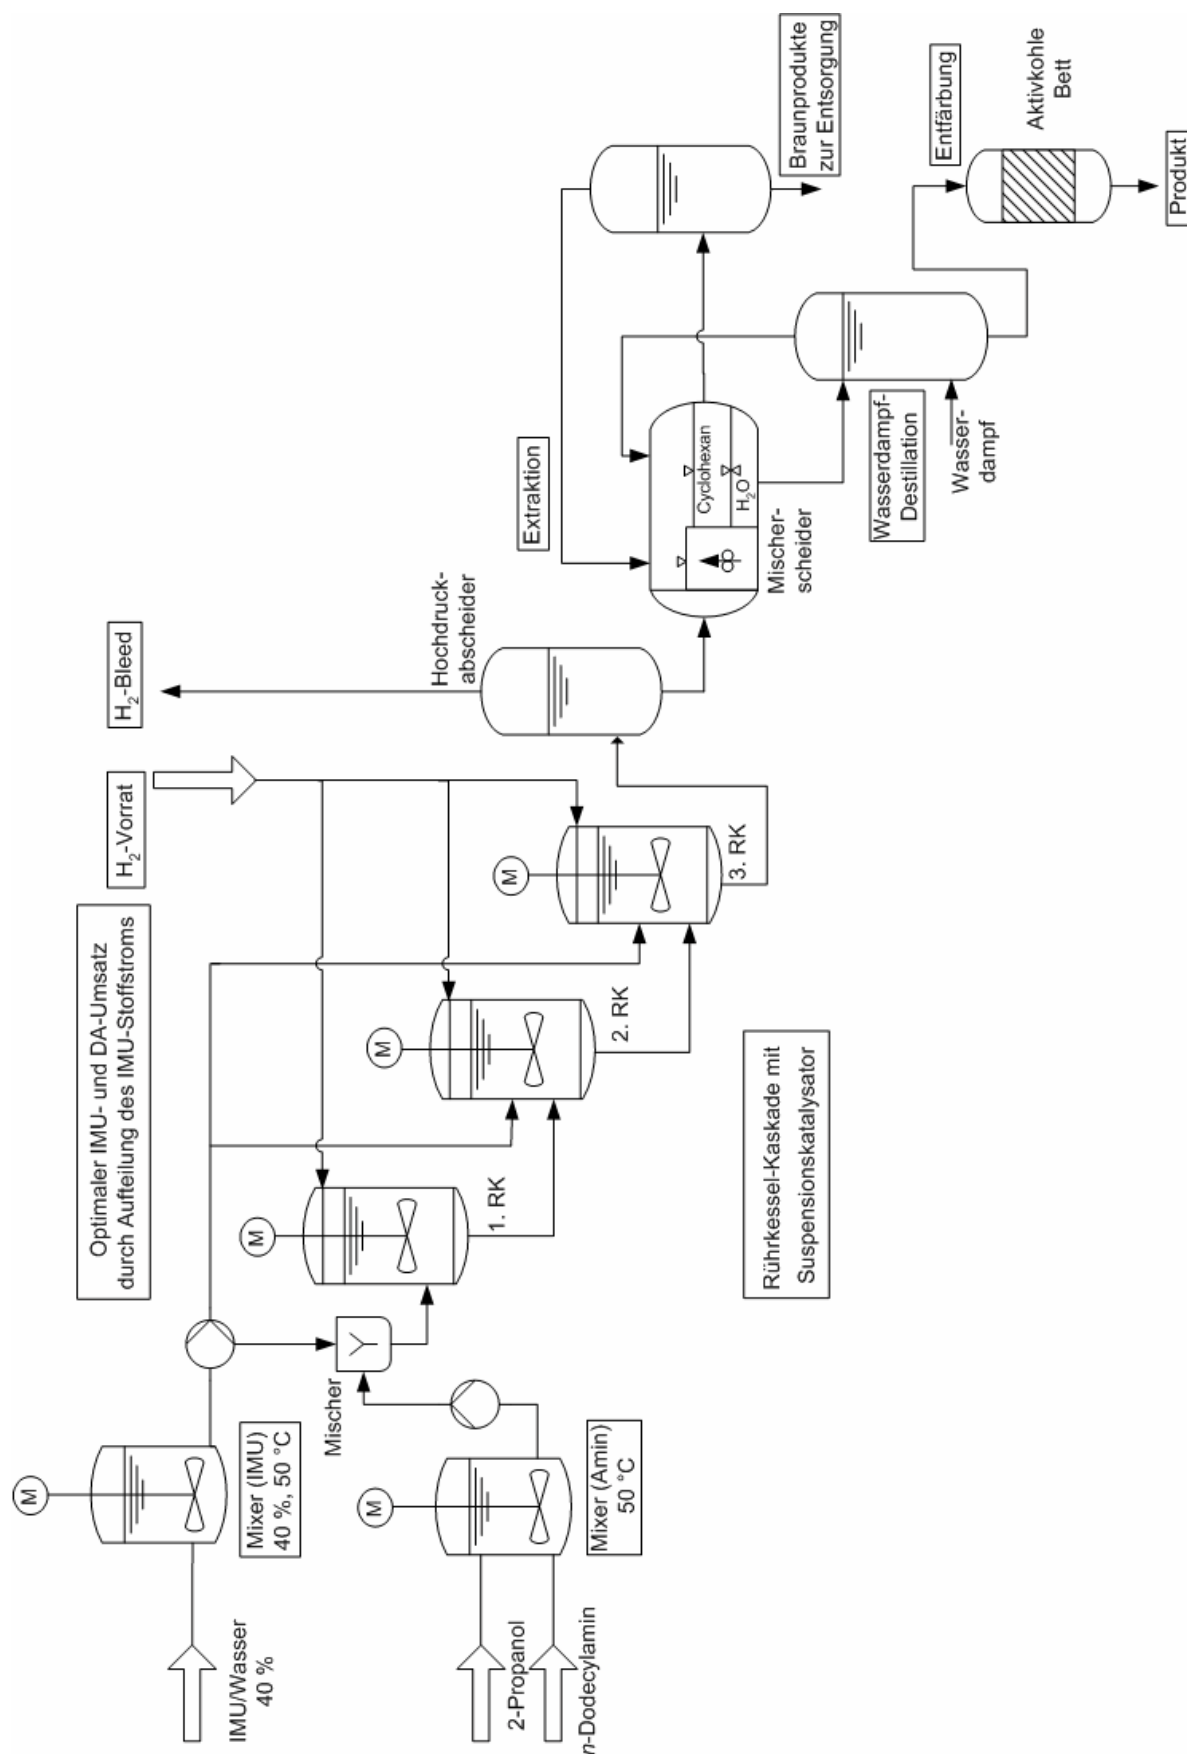 IMU/Wasser
40 %
2-Propanol
n-Dodecylamin
M
Mixer (IMU)
40 %, 50 °C
M
Mixer (Amin)
50 °C
Mischer
Optimaler IMU- und DA-Umsatz
durch Aufteilung des IMU-Stoffstroms
M
1. RK
M
2. RK
M
3. RK
Rührkessel-Kaskade mit
Suspensionskatalysator
H₂-Vorrat
H₂-Bleed
Hochdruck-
abscheider
Extraktion
Cyclohexan
H₂O
Mischer-
scheider
Wasserdampf-
Destillation
Wasser-
dampf
Braunprodukte
zur Entsorgung
Entfärbung
Aktivkohle
Bett
Produkt